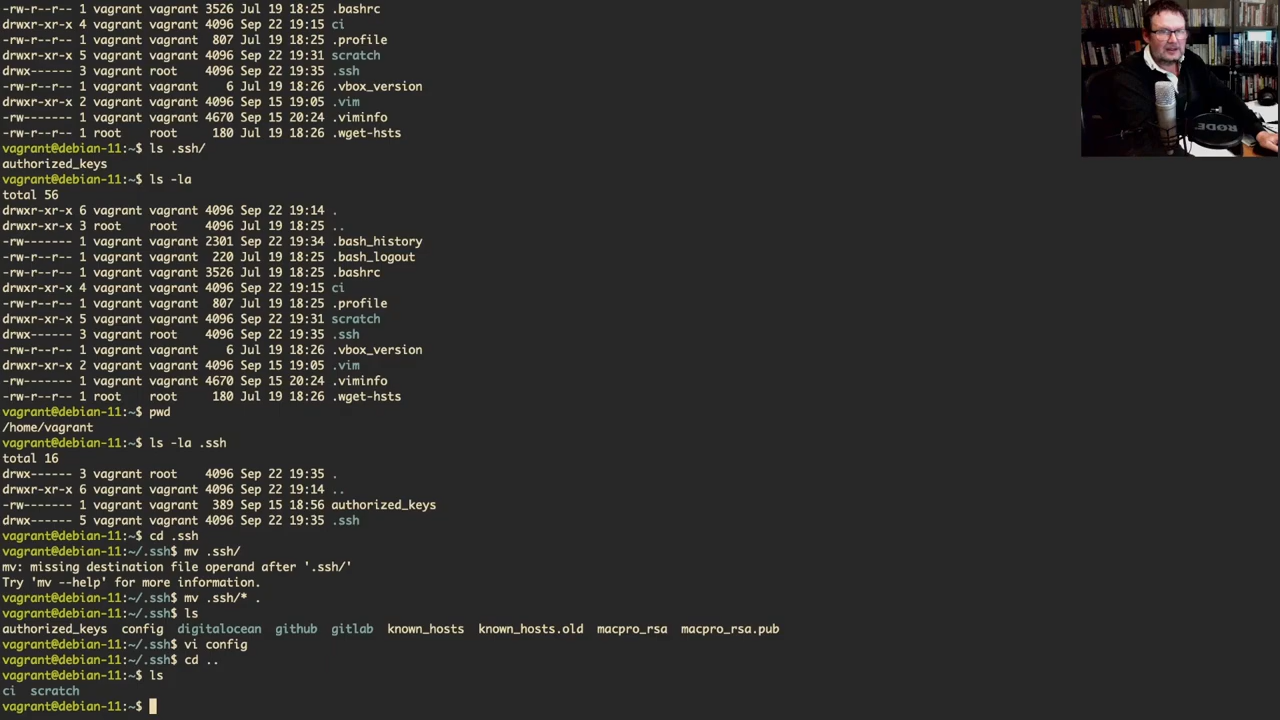 -rw-r--r-- 1 vagrant vagrant 3526 Jul 19 18:25 .bashrc
drwxr-xr-x 4 vagrant vagrant 4096 Sep 22 19:15 ci
-rw-r--r-- 1 vagrant vagrant  807 Jul 19 18:25 .profile
drwxr-xr-x 5 vagrant vagrant 4096 Sep 22 19:31 scratch
drwx------ 3 vagrant root    4096 Sep 22 19:35 .ssh
-rw-r--r-- 1 vagrant vagrant    6 Jul 19 18:26 .vbox_version
drwxr-xr-x 2 vagrant vagrant 4096 Sep 15 19:05 .vim
-rw------- 1 vagrant vagrant 4670 Sep 15 20:24 .viminfo
-rw-r--r-- 1 root    root     180 Jul 19 18:26 .wget-hsts
vagrant@debian-11:~$ ls .ssh/
authorized_keys
vagrant@debian-11:~$ ls -la
total 56
drwxr-xr-x 6 vagrant vagrant 4096 Sep 22 19:14 .
drwxr-xr-x 3 root    root    4096 Jul 19 18:25 ..
-rw------- 1 vagrant vagrant 2301 Sep 22 19:34 .bash_history
-rw-r--r-- 1 vagrant vagrant  220 Jul 19 18:25 .bash_logout
-rw-r--r-- 1 vagrant vagrant 3526 Jul 19 18:25 .bashrc
drwxr-xr-x 4 vagrant vagrant 4096 Sep 22 19:15 ci
-rw-r--r-- 1 vagrant vagrant  807 Jul 19 18:25 .profile
drwxr-xr-x 5 vagrant vagrant 4096 Sep 22 19:31 scratch
drwx------ 3 vagrant root    4096 Sep 22 19:35 .ssh
-rw-r--r-- 1 vagrant vagrant    6 Jul 19 18:26 .vbox_version
drwxr-xr-x 2 vagrant vagrant 4096 Sep 15 19:05 .vim
-rw------- 1 vagrant vagrant 4670 Sep 15 20:24 .viminfo
-rw-r--r-- 1 root    root     180 Jul 19 18:26 .wget-hsts
vagrant@debian-11:~$ pwd
/home/vagrant
vagrant@debian-11:~$ ls -la .ssh
total 16
drwx------ 3 vagrant root    4096 Sep 22 19:35 .
drwxr-xr-x 6 vagrant vagrant 4096 Sep 22 19:14 ..
-rw------- 1 vagrant vagrant  389 Sep 15 18:56 authorized_keys
drwx------ 5 vagrant vagrant 4096 Sep 22 19:35 .ssh
vagrant@debian-11:~$ cd .ssh
vagrant@debian-11:~/.ssh$ mv .ssh/
mv: missing destination file operand after '.ssh/'
Try 'mv --help' for more information.
vagrant@debian-11:~/.ssh$ mv .ssh/* .
vagrant@debian-11:~/.ssh$ ls
authorized_keys  config  digitalocean  github  gitlab  known_hosts  known_hosts.old  macpro_rsa  macpro_rsa.pub
vagrant@debian-11:~/.ssh$ vi config
vagrant@debian-11:~/.ssh$ cd ..
vagrant@debian-11:~$ ls
ci  scratch
vagrant@debian-11:~$
RODE